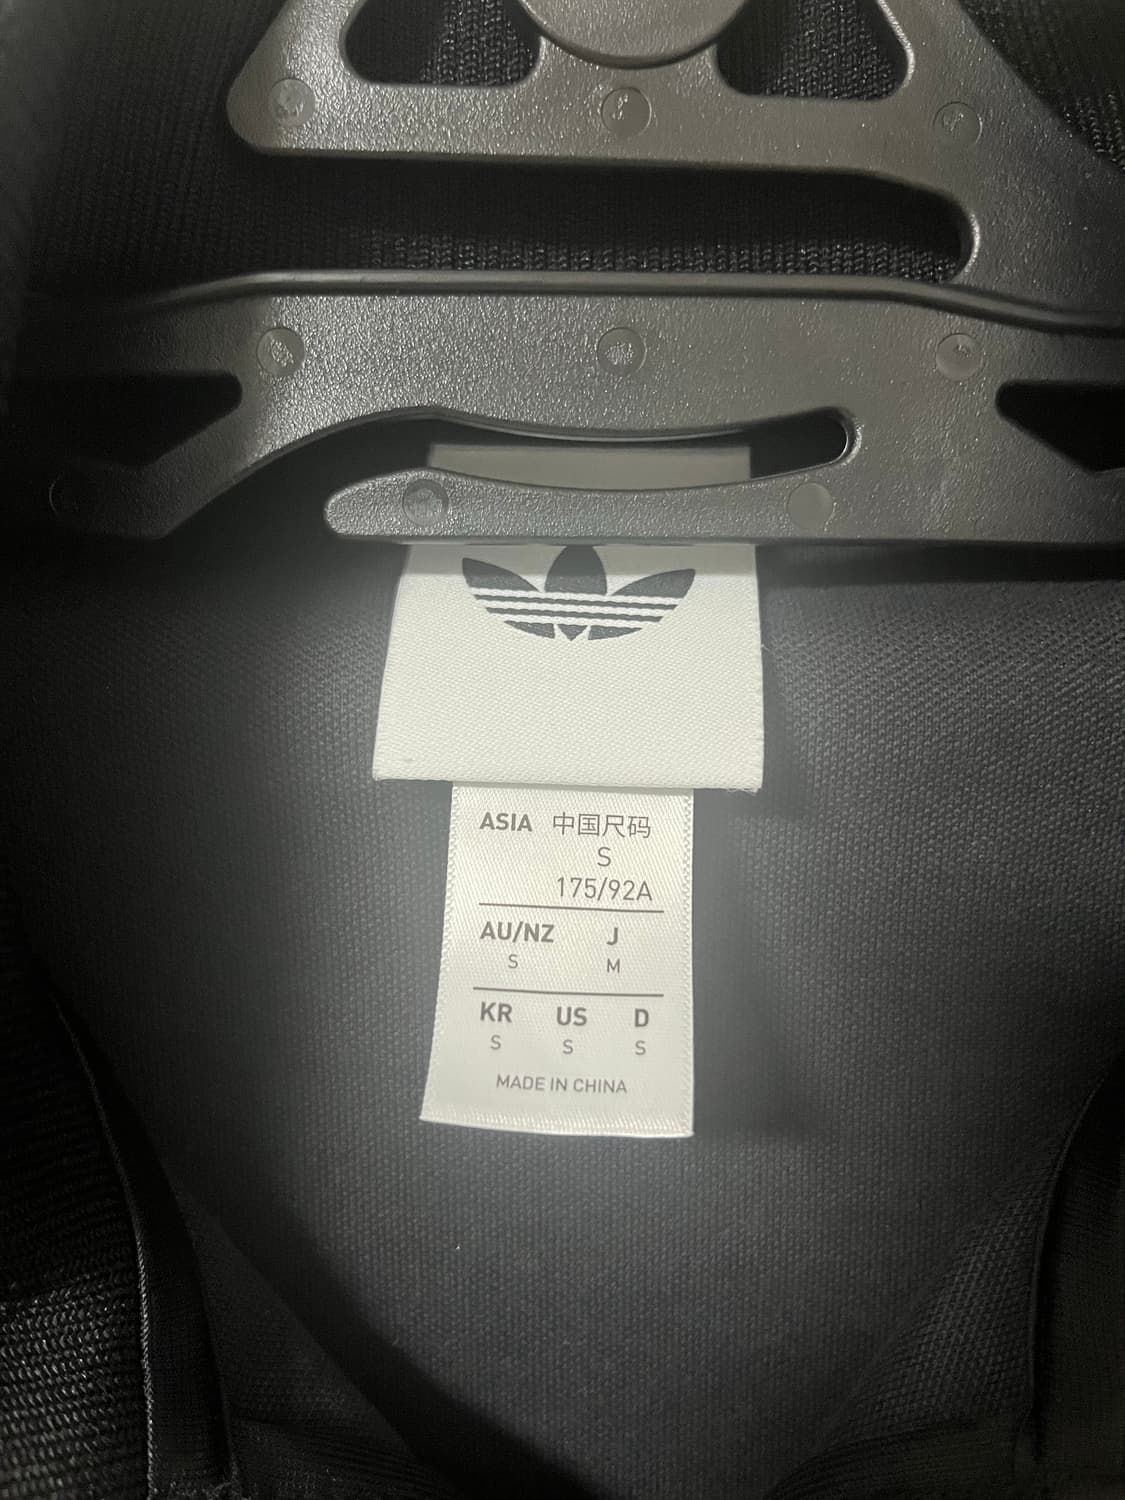 ASIA 中国尺码
S
175/92A
AU/NZ J
S M
KR US D
S S S
MADE IN CHINA